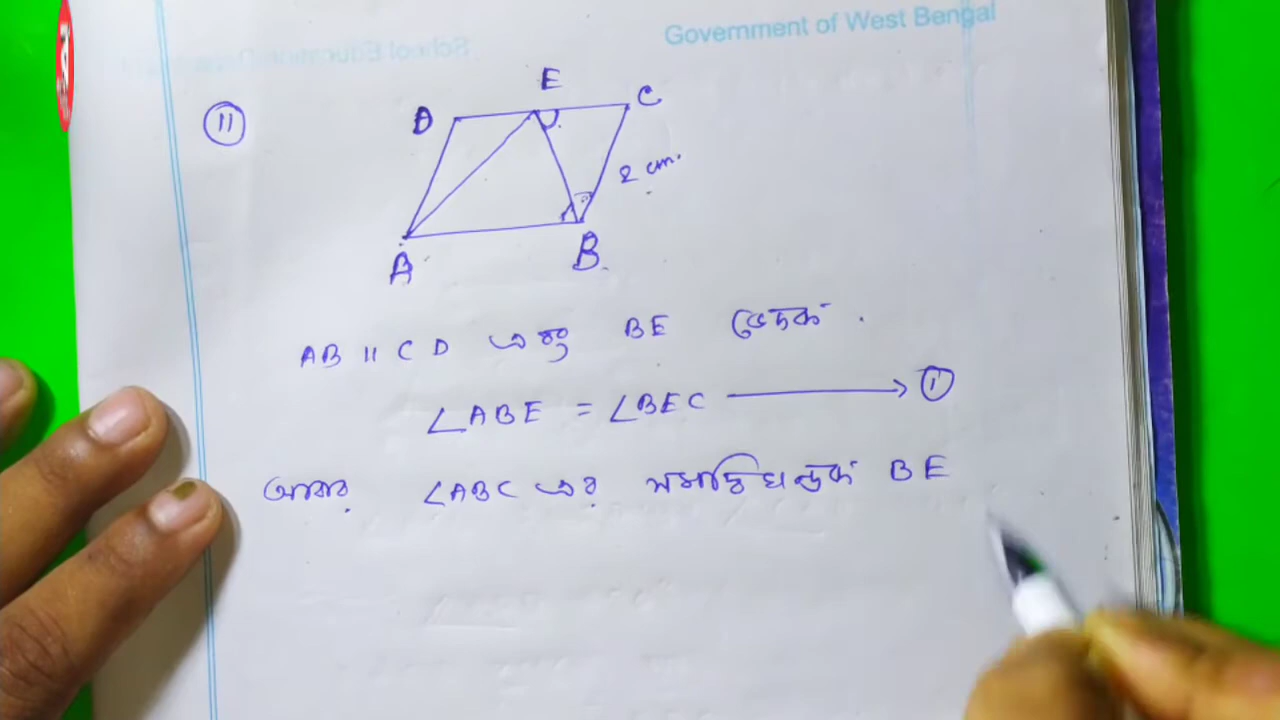 Government of West Bengal
11
E
D
C
2 cm.
A
B.
AB || CD এবং BE ছেদক .
∠ABE = ∠BEC ⟶ ①
আবার ∠ABC এর সমদ্বিখণ্ডক BE